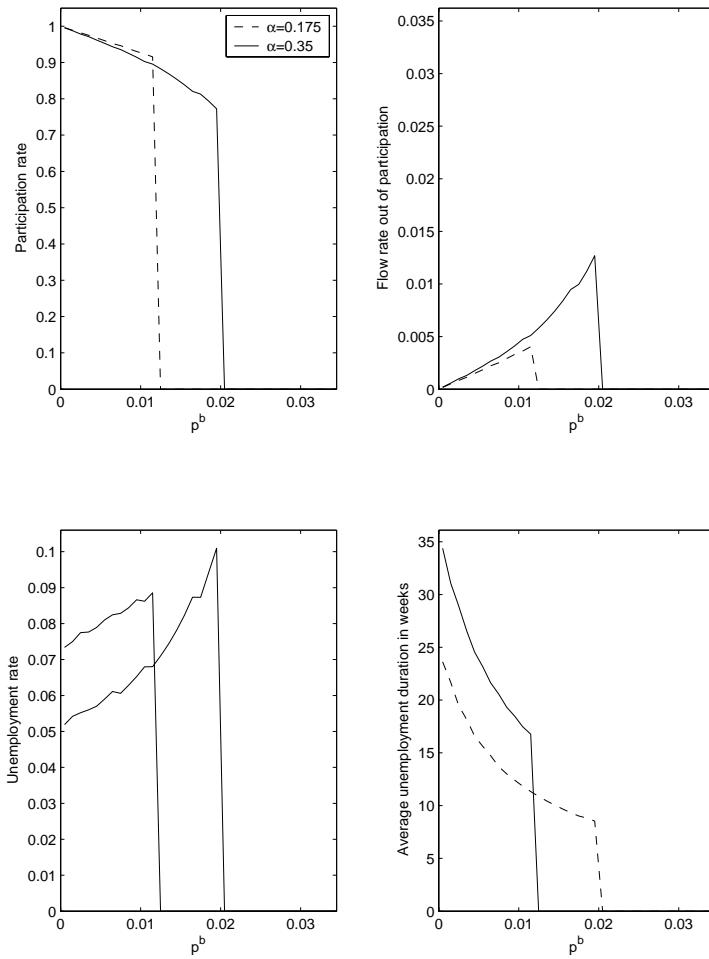 1
0.9
0.8
0.7
0.6
0.5
0.4
0.3
0.2
0.1
0
Participation rate
α=0.175
α=0.35
0 0.01 0.02 0.03
p^b
0.035
0.03
0.025
0.02
0.015
0.01
0.005
0
Flow rate out of participation
0 0.01 0.02 0.03
p^b
0.1
0.09
0.08
0.07
0.06
0.05
0.04
0.03
0.02
0.01
0
Unemployment rate
0 0.01 0.02 0.03
p^b
35
30
25
20
15
10
5
0
Average unemployment duration in weeks
0 0.01 0.02 0.03
p^b